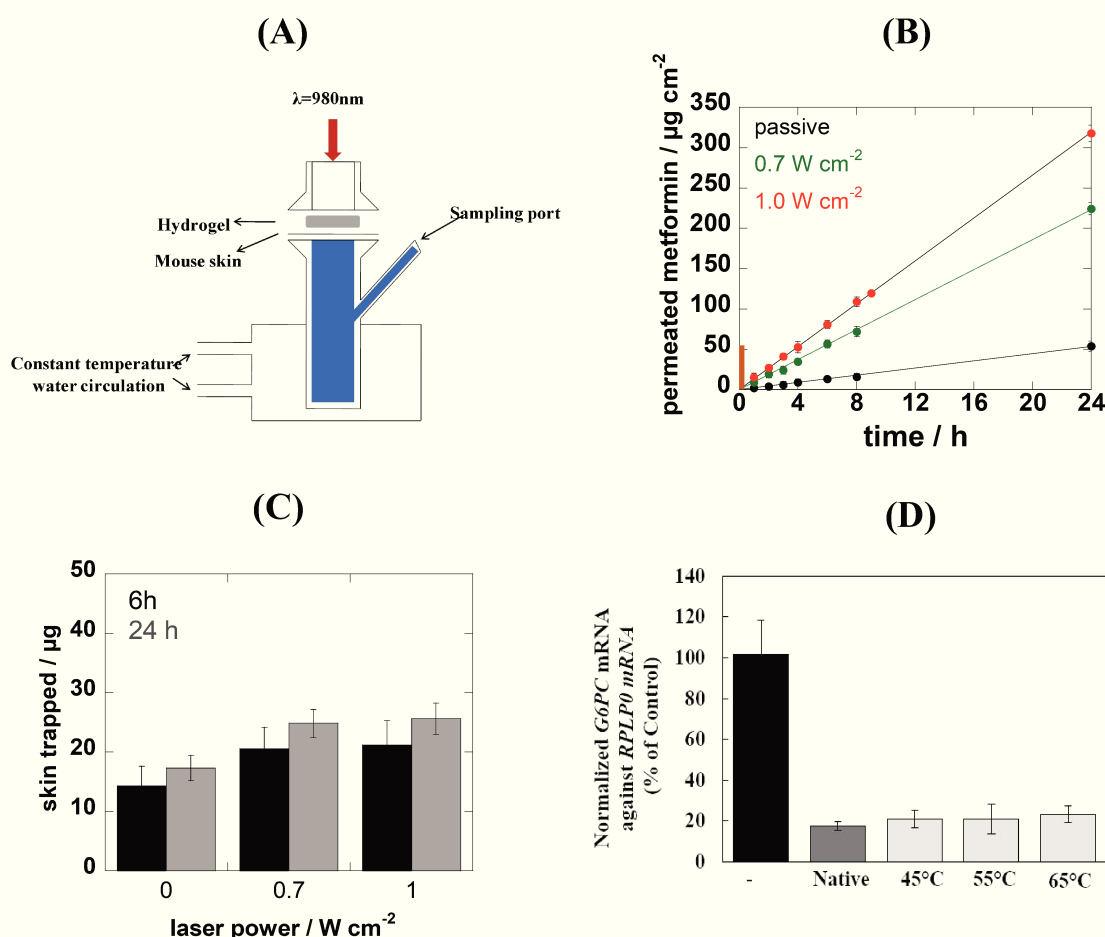 (A)
λ=980nm
Hydrogel
Mouse skin
Sampling port
Constant temperature
water circulation
(B)
permeated metformin / µg cm-2
350
300
250
200
150
100
50
0
passive
0.7 W cm-2
1.0 W cm-2
0
4
8
12
16
20
24
time / h
(C)
skin trapped / µg
50
40
30
20
10
0
6h
24 h
0
0.7
1
laser power / W cm-2
(D)
Normalized G6PC mRNA
against RPLP0 mRNA
(% of Control)
140
120
100
80
60
40
20
0
-
Native
45°C
55°C
65°C